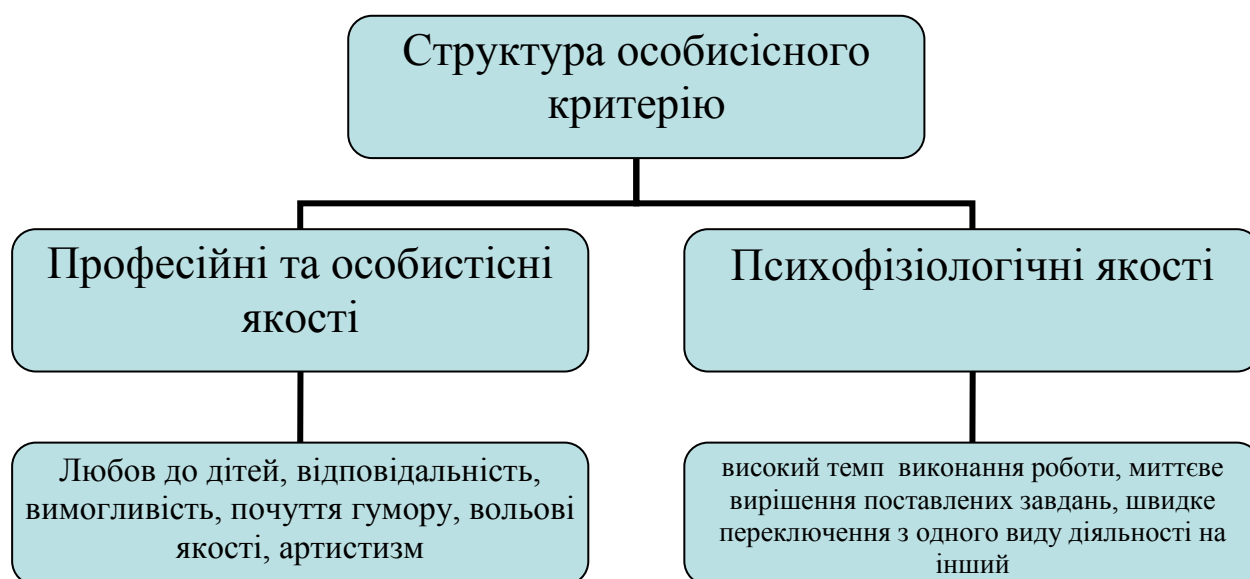 Структура особисісного
критерію
Професійні та особистісні
якості
Психофізіологічні якості
Любов до дітей, відповідальність,
вимогливість, почуття гумору, вольові
якості, артистизм
високий темп виконання роботи, миттєве
вирішення поставлених завдань, швидке
переключення з одного виду діяльності на
інший